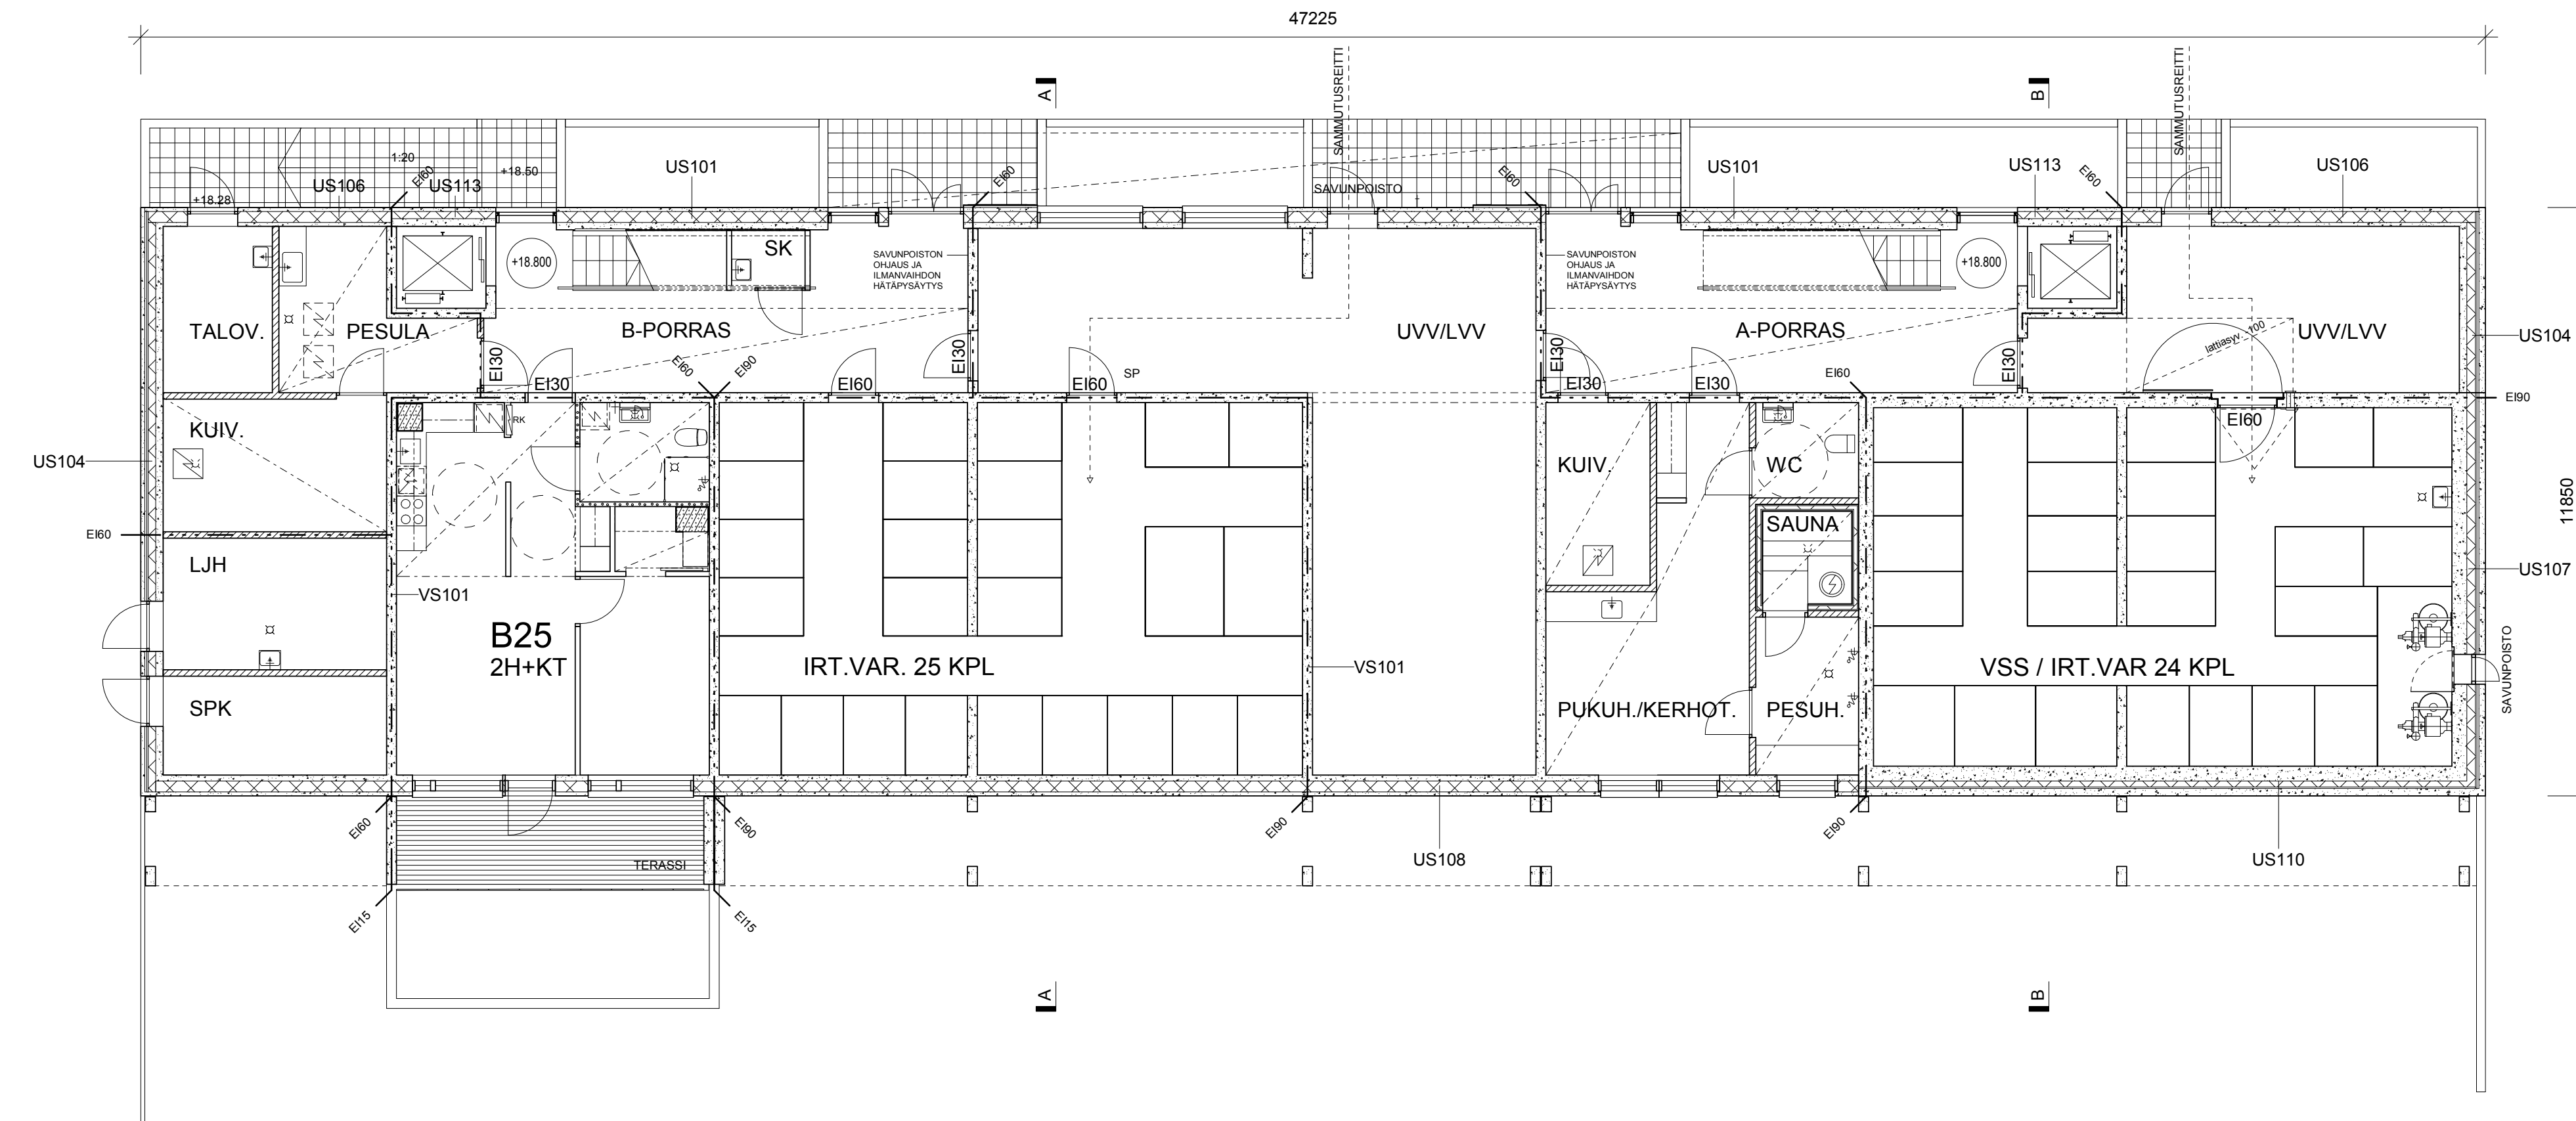 47225
A
B
SAMMUTUSREITTI
SAMMUTUSREITTI
1:20
+18.50
US106
EI60
US113
US101
EI60
SAVUNPOISTO
EI60
US101
US113
EI60
US106
+18.28
+18.800
SK
SAVUNPOISTON
OHJAUS JA
ILMANVAIHDON
HÄTÄPYSÄYTYS
SAVUNPOISTON
OHJAUS JA
ILMANVAIHDON
HÄTÄPYSÄYTYS
+18.800
TALOV.
PESULA
B-PORRAS
UVV/LVV
A-PORRAS
lattiasyv. 100
UVV/LVV
US104
EI30
EI30
EI60
EI90
EI60
EI30
EI60
SP
EI30
EI30
EI30
EI60
EI30
EI90
KUIV.
RK
US104
KUIV.
WC
EI60
11850
EI60
LJH
SAUNA
US107
VS101
B25
2H+KT
IRT.VAR. 25 KPL
VS101
VSS / IRT.VAR 24 KPL
SAVUNPOISTO
SPK
PUKUH./KERHOT.
PESUH.
EI60
EI90
EI90
EI90
TERASSI
US108
US110
EI15
EI15
A
B